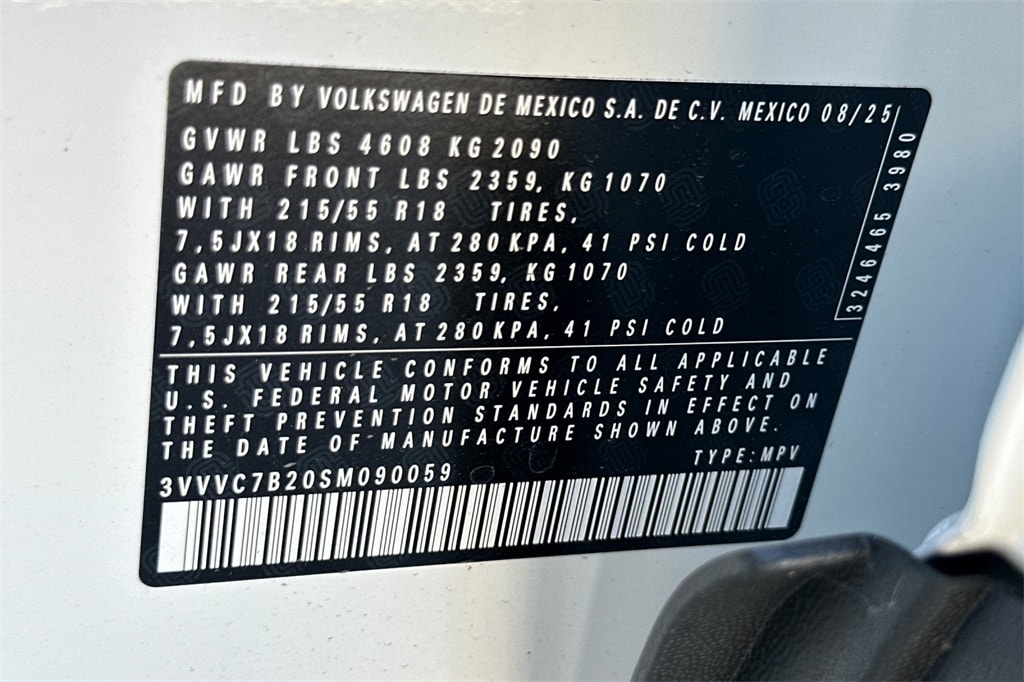 MFD BY VOLKSWAGEN DE MEXICO S.A. DE C.V. MEXICO 08/25
GVWR LBS 4608 KG 2090
GAWR FRONT LBS 2359, KG 1070
WITH 215/55 R18 TIRES,
7,5JX18 RIMS, AT 280 KPA, 41 PSI COLD
GAWR REAR LBS 2359, KG 1070
WITH 215/55 R18 TIRES,
7,5JX18 RIMS, AT 280 KPA, 41 PSI COLD
3246465 3980
THIS VEHICLE CONFORMS TO ALL APPLICABLE
U.S. FEDERAL MOTOR VEHICLE SAFETY AND
THEFT PREVENTION STANDARDS IN EFFECT ON
THE DATE OF MANUFACTURE SHOWN ABOVE.
TYPE: MPV
3VVVC7B20SM090059